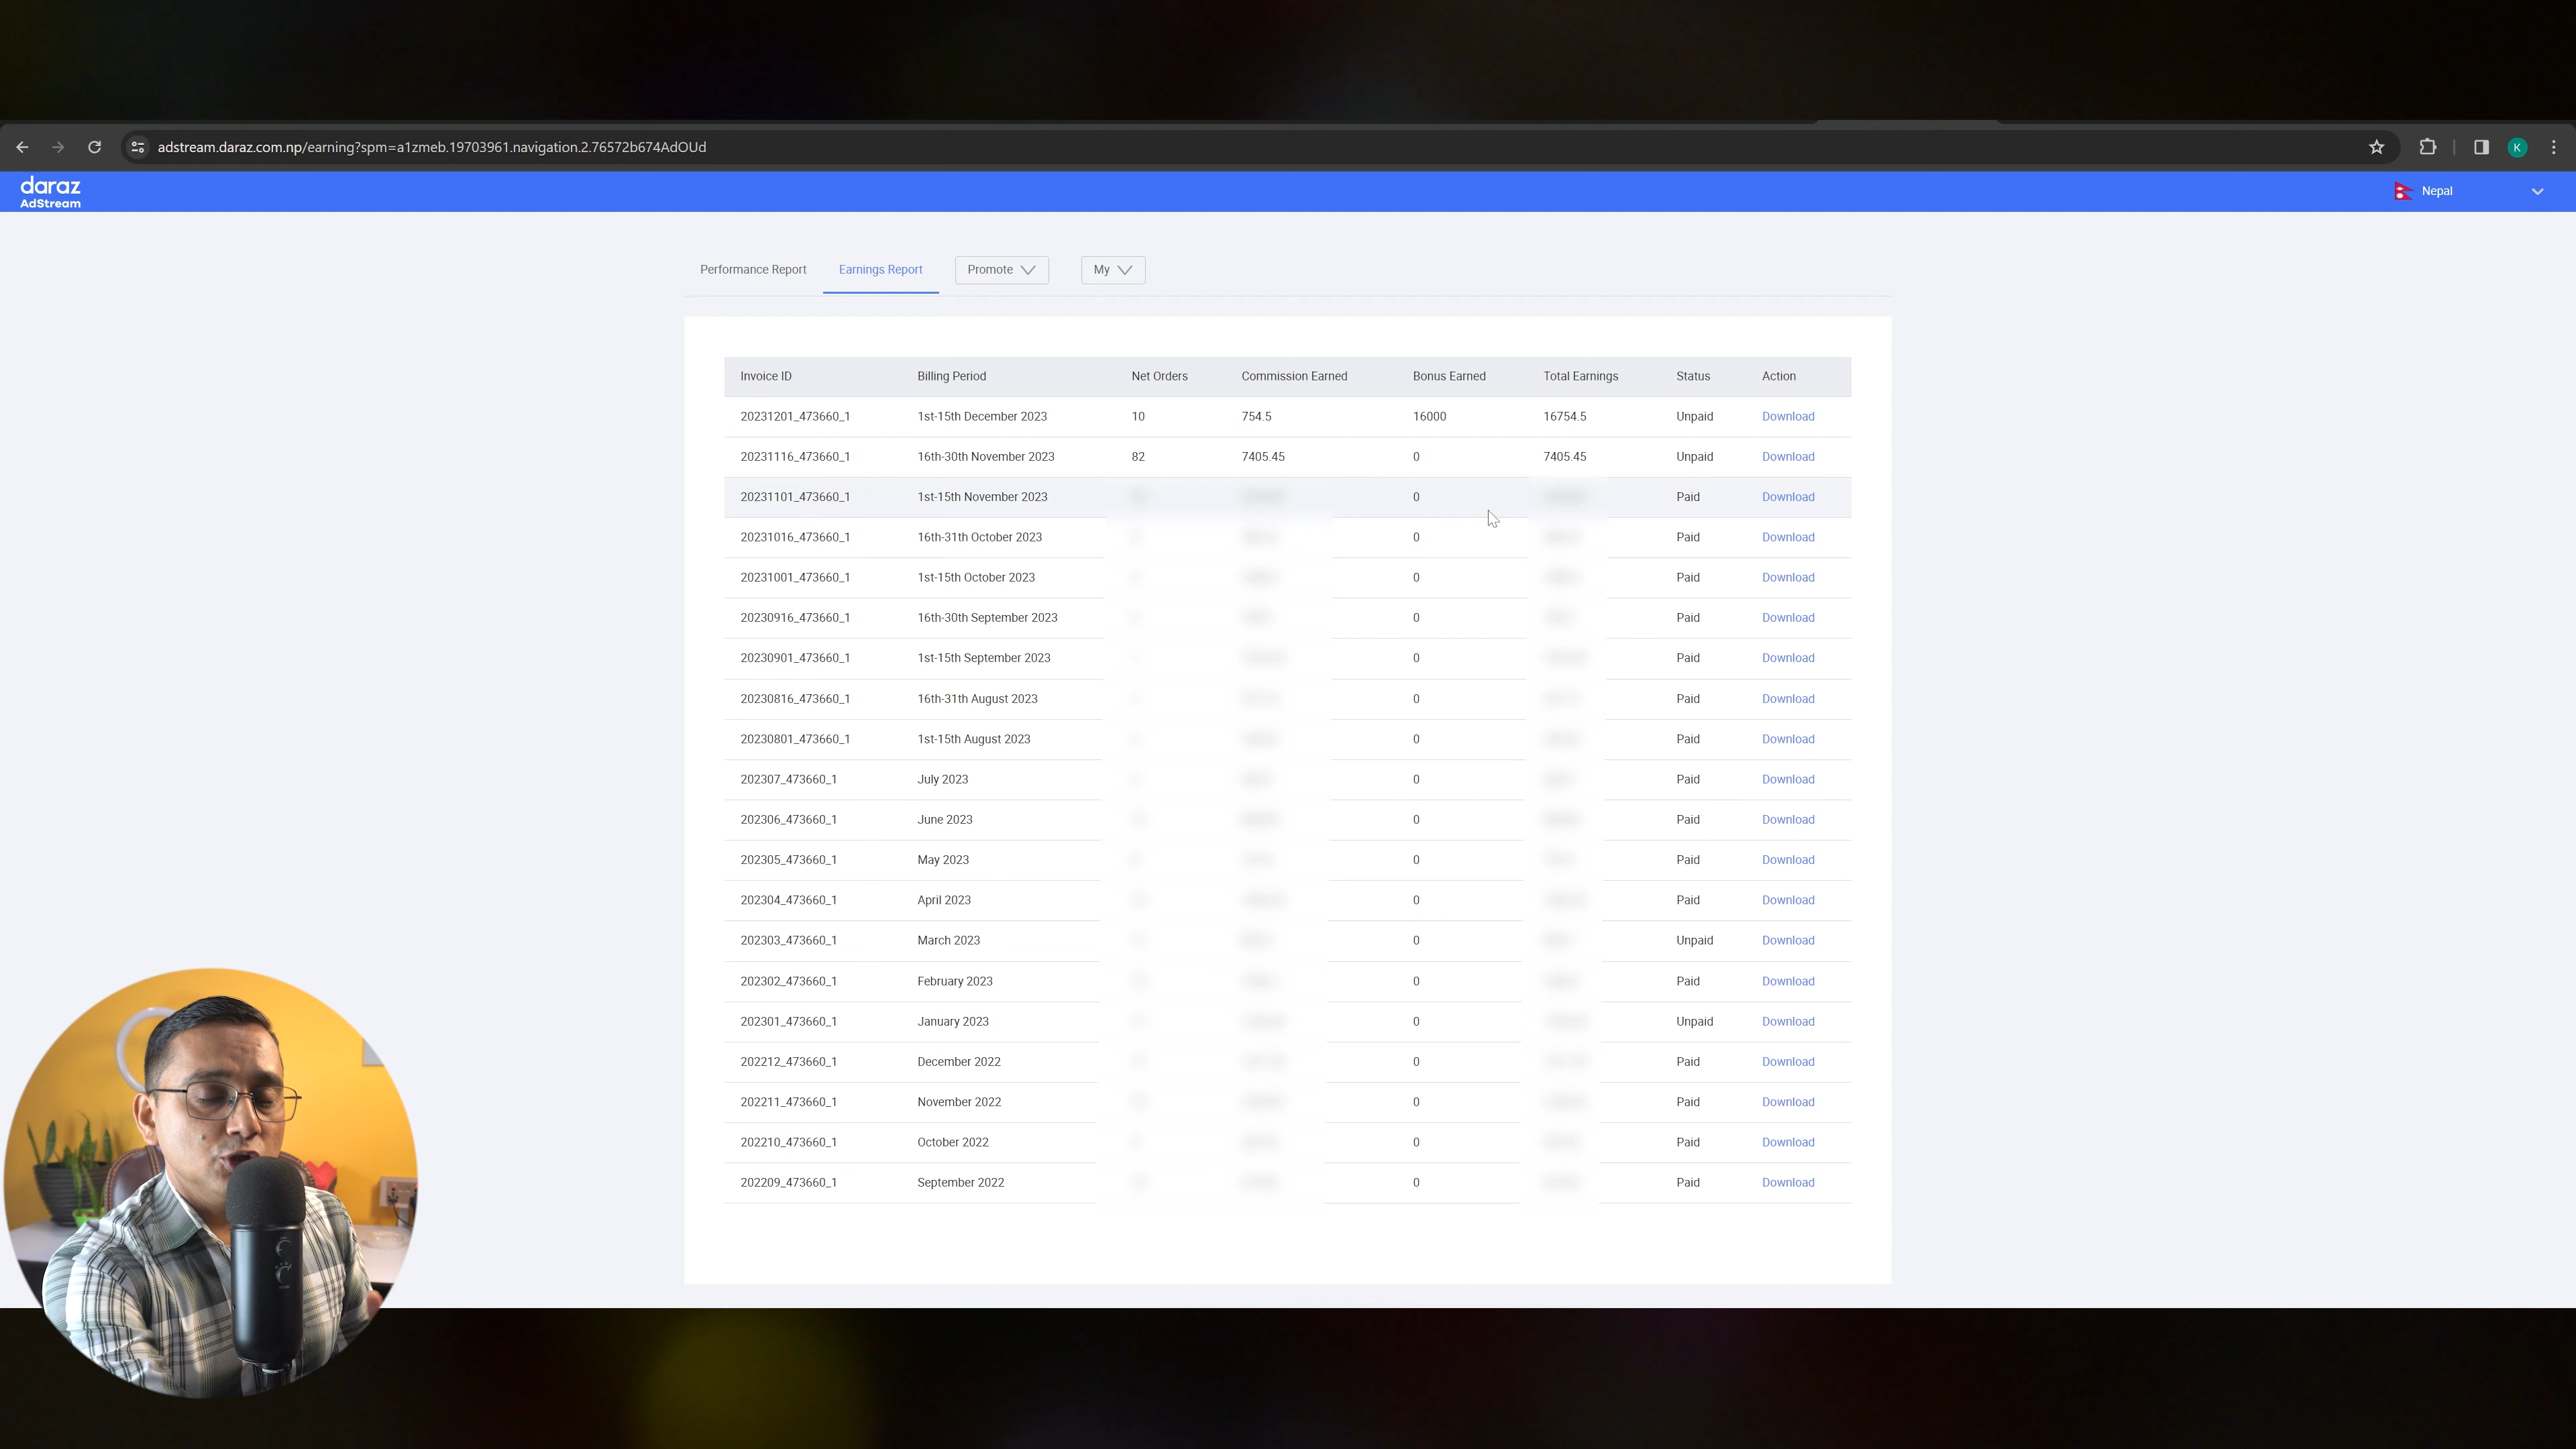 adstream.daraz.com.np/earning?spm=a1zmeb.19703961.navigation.2.76572b674AdOUd
K
daraz
AdStream
Nepal
Performance Report Earnings Report Promote My
Invoice ID Billing Period Net Orders Commission Earned Bonus Earned Total Earnings Status Action
20231201_473660_1 1st-15th December 2023 10 754.5 16000 16754.5 Unpaid Download
20231116_473660_1 16th-30th November 2023 82 7405.45 0 7405.45 Unpaid Download
20231101_473660_1 1st-15th November 2023 0 Paid Download
20231016_473660_1 16th-31th October 2023 0 Paid Download
20231001_473660_1 1st-15th October 2023 0 Paid Download
20230916_473660_1 16th-30th September 2023 0 Paid Download
20230901_473660_1 1st-15th September 2023 0 Paid Download
20230816_473660_1 16th-31th August 2023 0 Paid Download
20230801_473660_1 1st-15th August 2023 0 Paid Download
202307_473660_1 July 2023 0 Paid Download
202306_473660_1 June 2023 0 Paid Download
202305_473660_1 May 2023 0 Paid Download
202304_473660_1 April 2023 0 Paid Download
202303_473660_1 March 2023 0 Unpaid Download
202302_473660_1 February 2023 0 Paid Download
202301_473660_1 January 2023 0 Unpaid Download
202212_473660_1 December 2022 0 Paid Download
202211_473660_1 November 2022 0 Paid Download
202210_473660_1 October 2022 0 Paid Download
202209_473660_1 September 2022 0 Paid Download